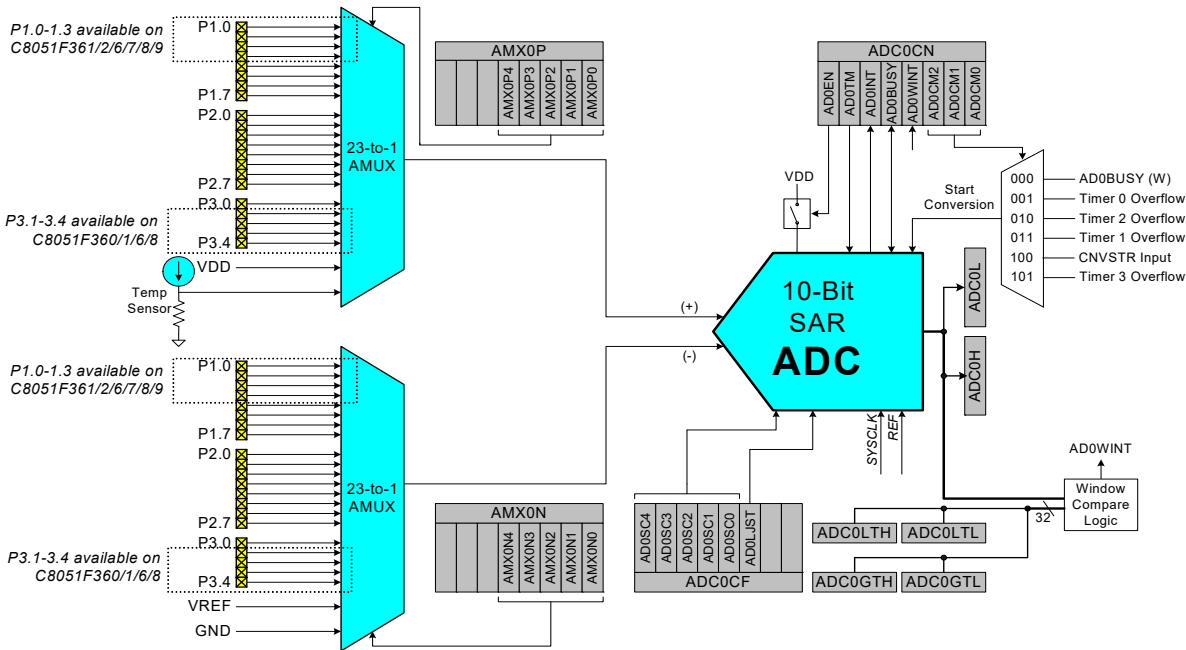 P1.0-1.3 available on
C8051F361/2/6/7/8/9
P1.0
P1.7
P2.0
P2.7
P3.1-3.4 available on
C8051F360/1/6/8
P3.0
P3.4
VDD
Temp
Sensor
23-to-1
AMUX
AMX0P
AMX0P4
AMX0P3
AMX0P2
AMX0P1
AMX0P0
ADC0CN
AD0EN
AD0TM
AD0INT
AD0BUSY
AD0WINT
AD0CM2
AD0CM1
AD0CM0
VDD
Start
Conversion
000
AD0BUSY (W)
001
Timer 0 Overflow
010
Timer 2 Overflow
011
Timer 1 Overflow
100
CNVSTR Input
101
Timer 3 Overflow
(+)
(-)
10-Bit
SAR
ADC
ADC0L
ADC0H
SYSCLK
REF
P1.0-1.3 available on
C8051F361/2/6/7/8/9
P1.0
P1.7
P2.0
P2.7
P3.1-3.4 available on
C8051F360/1/6/8
P3.0
P3.4
VREF
GND
23-to-1
AMUX
AMX0N
AMX0N4
AMX0N3
AMX0N2
AMX0N1
AMX0N0
AD0SC4
AD0SC3
AD0SC2
AD0SC1
AD0SC0
AD0LJST
ADC0CF
AD0WINT
Window
Compare
Logic
32
ADC0LTH
ADC0LTL
ADC0GTH
ADC0GTL